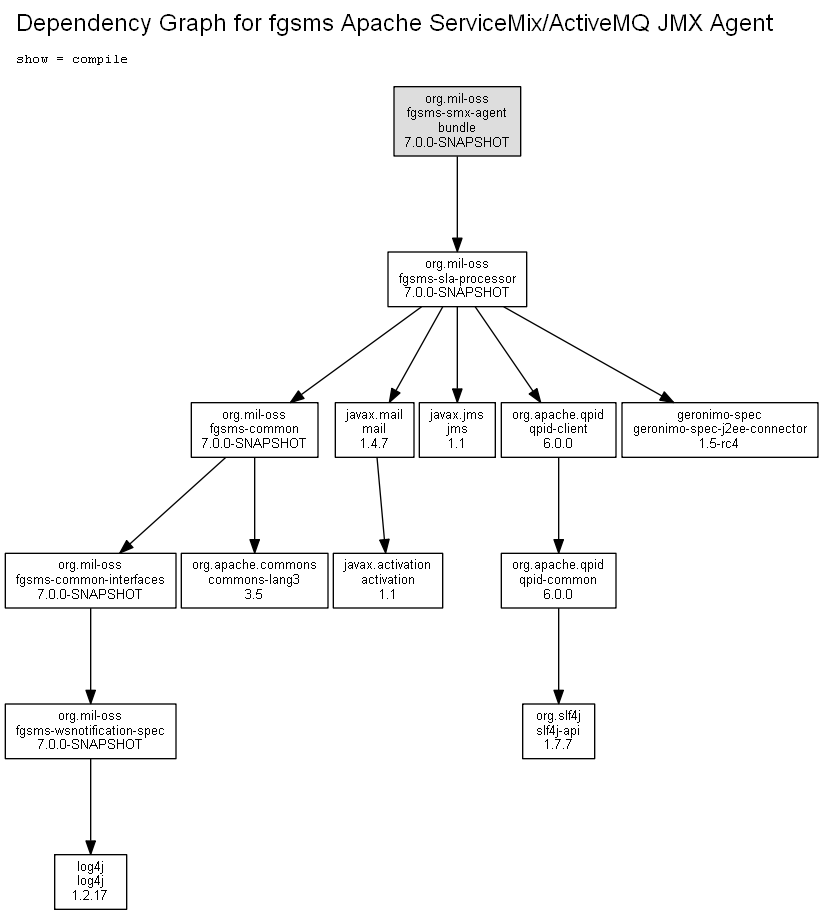 Dependency Graph for fgsms Apache ServiceMix/ActiveMQ JMX Agent
show = compile
org.mil-oss
fgsms-smx-agent
bundle
7.0.0-SNAPSHOT
org.mil-oss
fgsms-sla-processor
7.0.0-SNAPSHOT
org.mil-oss
fgsms-common
7.0.0-SNAPSHOT
javax.mail
mail
1.4.7
javax.jms
jms
1.1
org.apache.qpid
qpid-client
6.0.0
geronimo-spec
geronimo-spec-j2ee-connector
1.5-rc4
org.mil-oss
fgsms-common-interfaces
7.0.0-SNAPSHOT
org.apache.commons
commons-lang3
3.5
javax.activation
activation
1.1
org.apache.qpid
qpid-common
6.0.0
org.mil-oss
fgsms-wsnotification-spec
7.0.0-SNAPSHOT
org.slf4j
slf4j-api
1.7.7
log4j
log4j
1.2.17